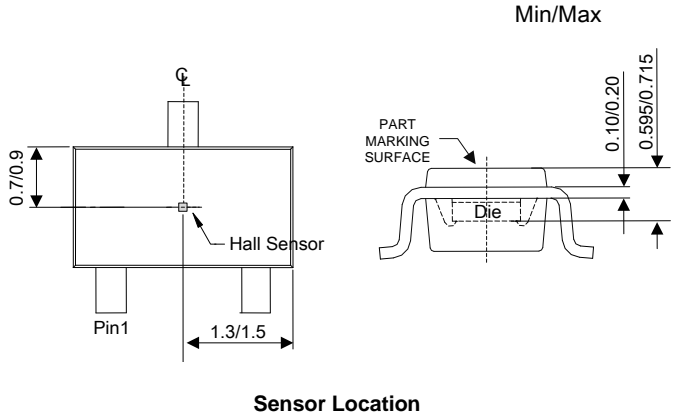 Min/Max
℄
0.7/0.9
Hall Sensor
Pin1
1.3/1.5
PART
MARKING
SURFACE
Die
0.10/0.20
0.595/0.715
Sensor Location